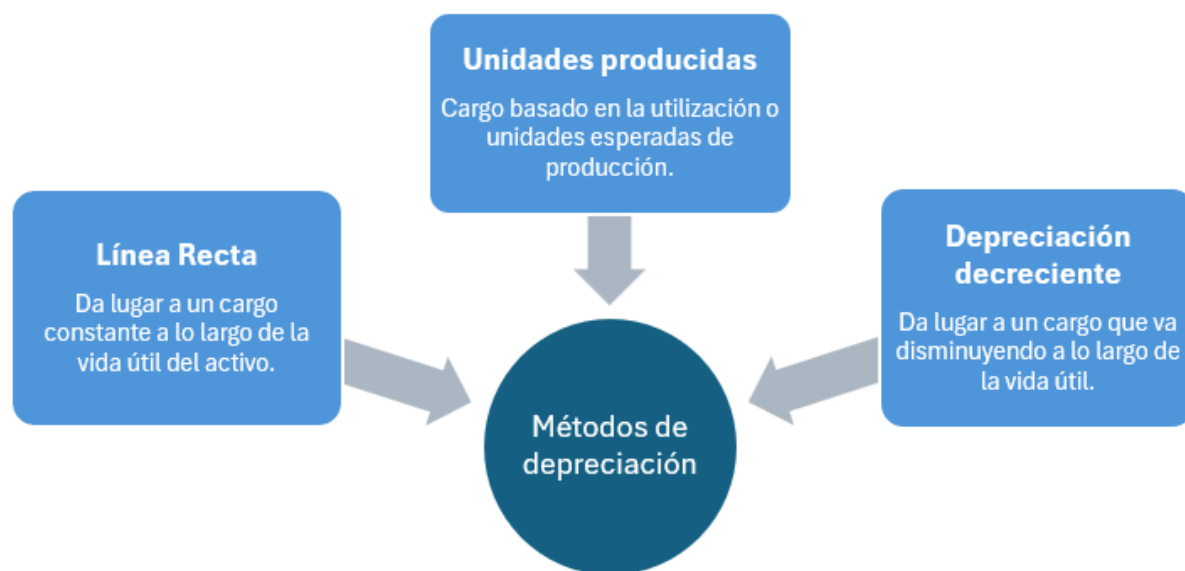 Unidades producidas
Cargo basado en la utilización o
unidades esperadas de
producción.
Línea Recta
Da lugar a un cargo
constante a lo largo de la
vida útil del activo.
Depreciación
decreciente
Da lugar a un cargo que va
disminuyendo a lo largo de
la vida útil.
Métodos de
depreciación